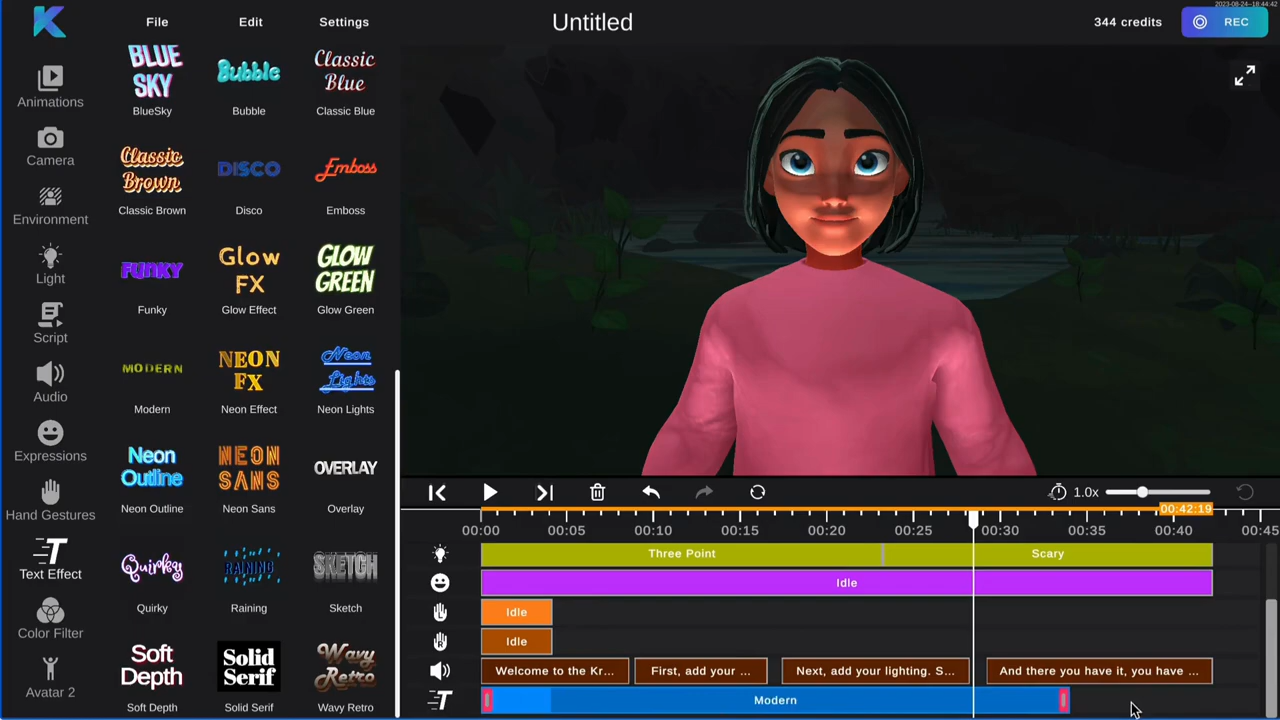 2023-08-24-18:44:42
File Edit Settings Untitled 344 credits REC
Animations
Camera
Environment
Light
Script
Audio
Expressions
Hand Gestures
Text Effect
Color Filter
Avatar 2
BLUE SKY Bubble Classic Blue
BlueSky Bubble Classic Blue
Classic Brown DISCO Emboss
Classic Brown Disco Emboss
FUNKY Glow FX GLOW GREEN
Funky Glow Effect Glow Green
MODERN NEON FX Neon Lights
Modern Neon Effect Neon Lights
Neon Outline NEON SANS OVERLAY
Neon Outline Neon Sans Overlay
Quirky RAINING SKETCH
Quirky Raining Sketch
Soft Depth Solid Serif Wavy Retro
Soft Depth Solid Serif Wavy Retro
1.0x
00:42:19
00:00 00:05 00:10 00:15 00:20 00:25 00:30 00:35 00:40 00:45
Three Point Scary
Idle
Idle
Idle
Welcome to the Kr... First, add your ... Next, add your lighting. S... And there you have it, you have ...
Modern